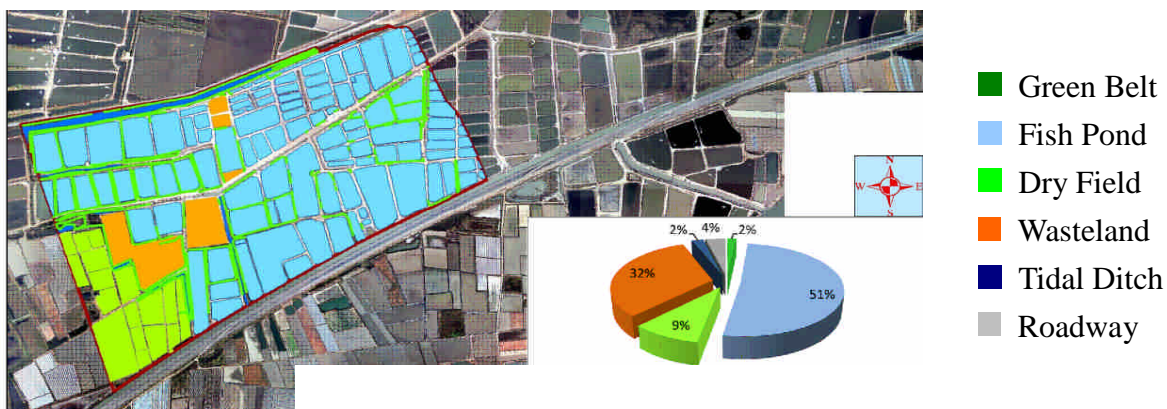 Green Belt
Fish Pond
Dry Field
Wasteland
Tidal Ditch
Roadway
N
W E
S
2% 4% 2%
32%
51%
9%